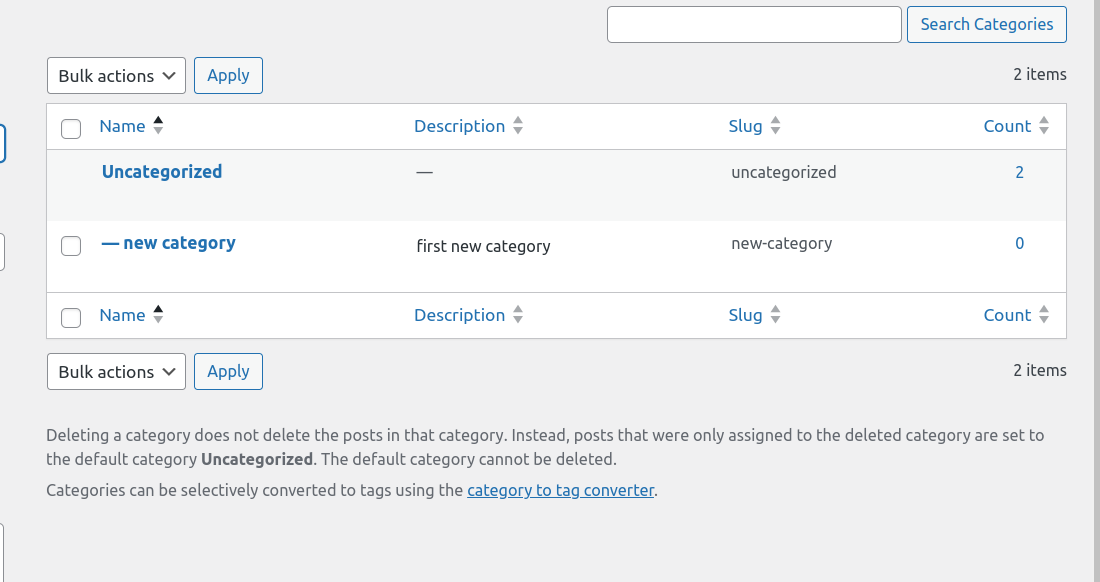 Search Categories
Bulk actions Apply 2 items
Name Description Slug Count
Uncategorized — uncategorized 2
— new category first new category new-category 0
Name Description Slug Count
Bulk actions Apply 2 items
Deleting a category does not delete the posts in that category. Instead, posts that were only assigned to the deleted category are set to
the default category Uncategorized. The default category cannot be deleted.
Categories can be selectively converted to tags using the category to tag converter.